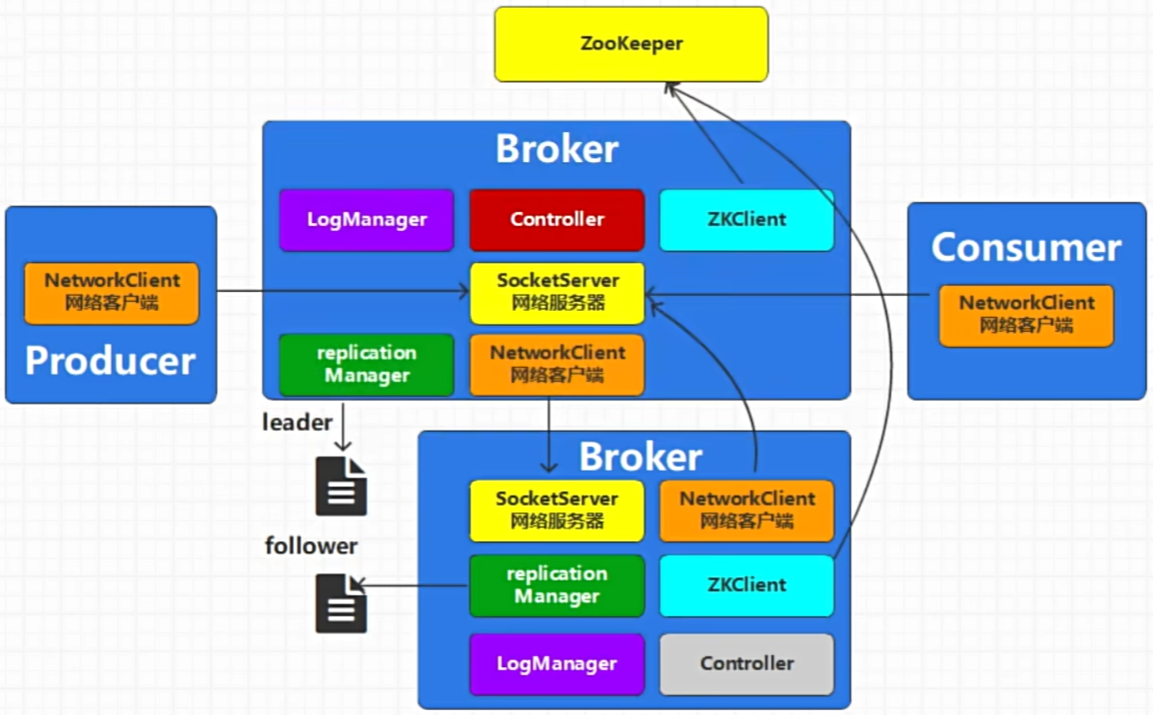 ZooKeeper
Broker
LogManager
Controller
ZKClient
NetworkClient
网络客户端
Producer
SocketServer
网络服务器
Consumer
NetworkClient
网络客户端
replication
Manager
NetworkClient
网络客户端
leader
Broker
SocketServer
网络服务器
NetworkClient
网络客户端
follower
replication
Manager
ZKClient
LogManager
Controller